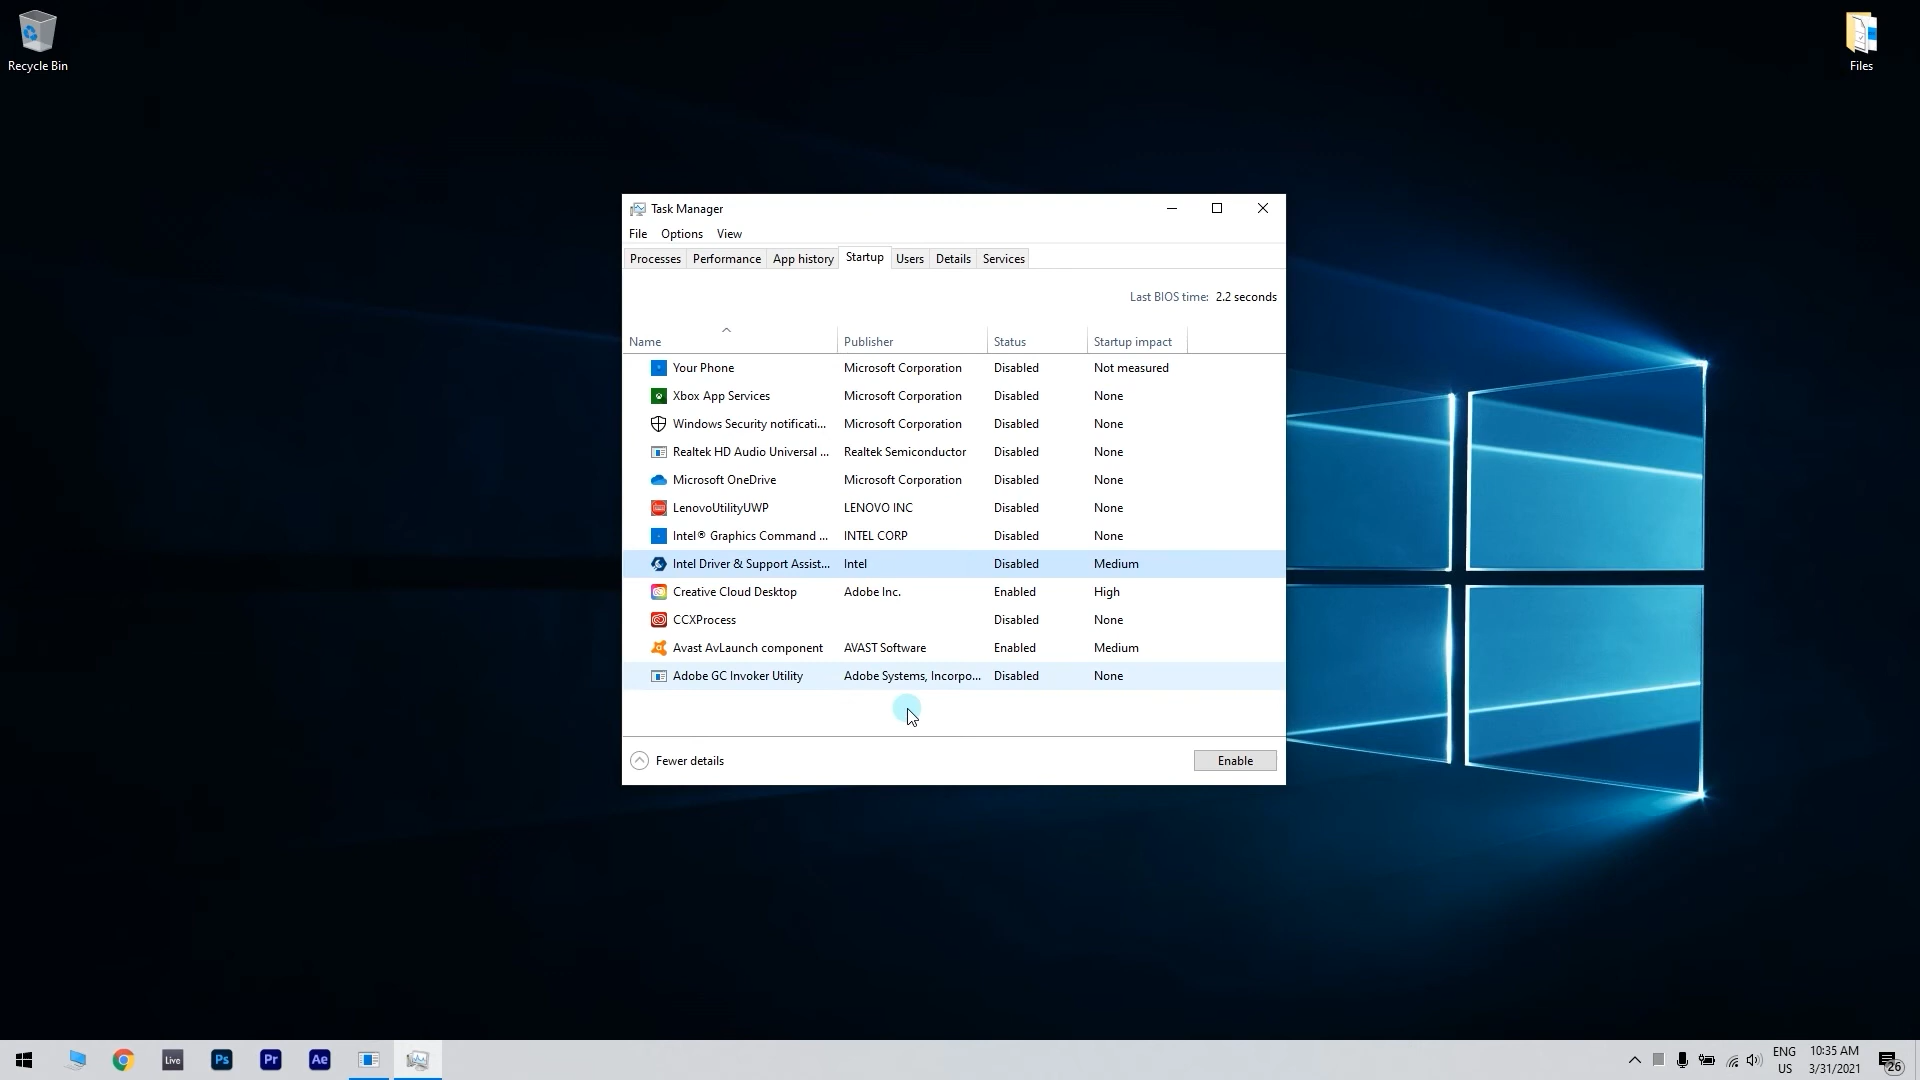 Recycle Bin
Files
Task Manager
File Options View
Processes Performance App history Startup Users Details Services
Last BIOS time: 2.2 seconds
Name Publisher Status Startup impact
Your Phone Microsoft Corporation Disabled Not measured
Xbox App Services Microsoft Corporation Disabled None
Windows Security notificati... Microsoft Corporation Disabled None
Realtek HD Audio Universal ... Realtek Semiconductor Disabled None
Microsoft OneDrive Microsoft Corporation Disabled None
LenovoUtilityUWP LENOVO INC Disabled None
Intel® Graphics Command ... INTEL CORP Disabled None
Intel Driver & Support Assist... Intel Disabled Medium
Creative Cloud Desktop Adobe Inc. Enabled High
CCXProcess Disabled None
Avast AvLaunch component AVAST Software Enabled Medium
Adobe GC Invoker Utility Adobe Systems, Incorpo... Disabled None
Fewer details Enable
Live Ps Pr Ae
ENG 10:35 AM
US 3/31/2021 26